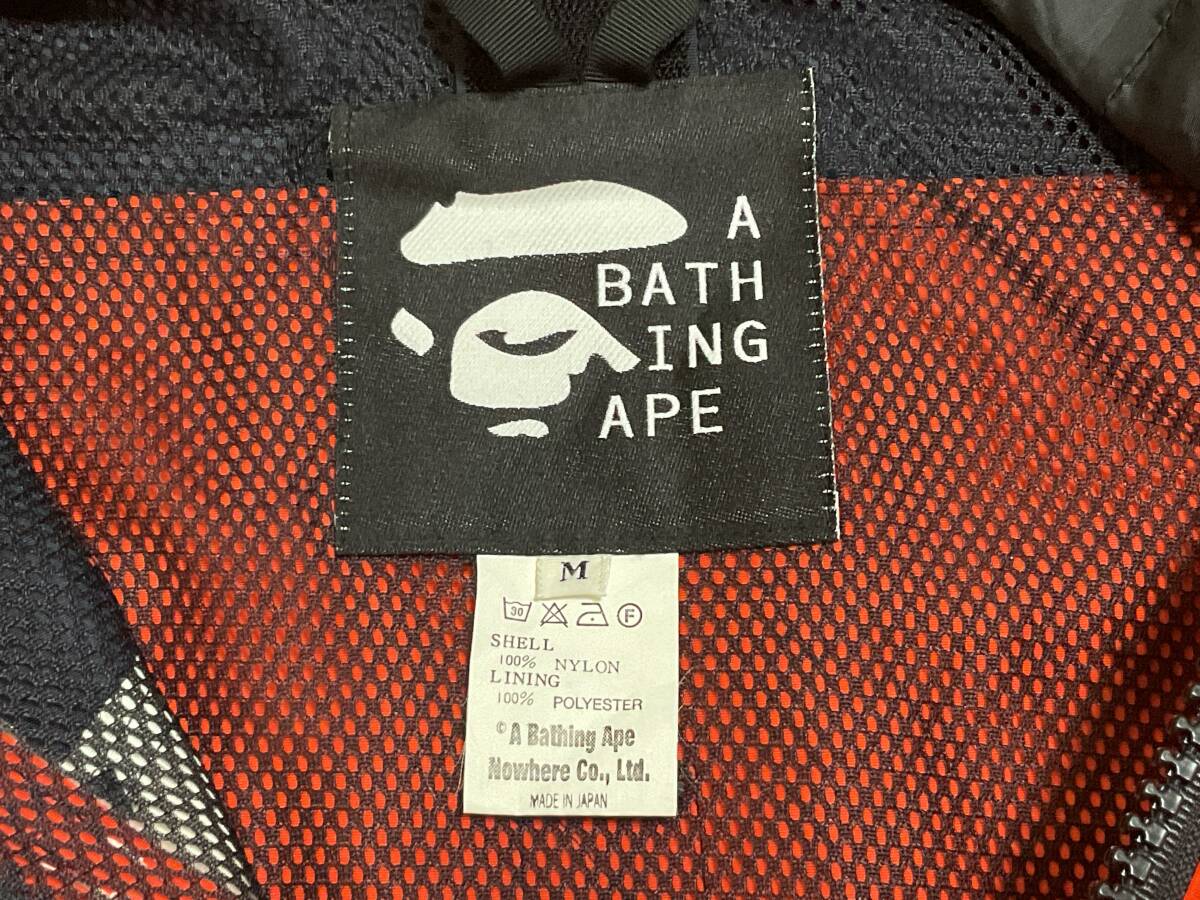 A
BATH
ING
APE
M
30
F
SHELL
100% NYLON
LINING
100% POLYESTER
© A Bathing Ape
Nowhere Co., Ltd.
MADE IN JAPAN